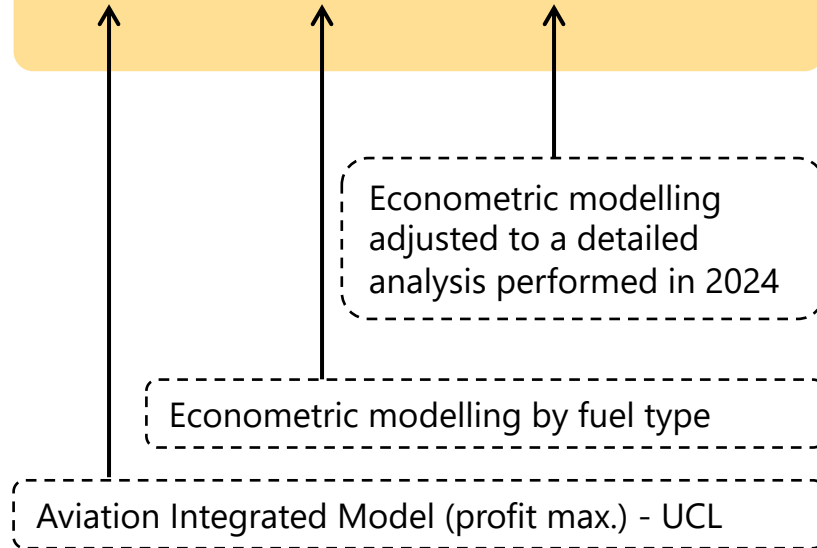 Econometric modelling
adjusted to a detailed
analysis performed in 2024
Econometric modelling by fuel type
Aviation Integrated Model (profit max.) - UCL